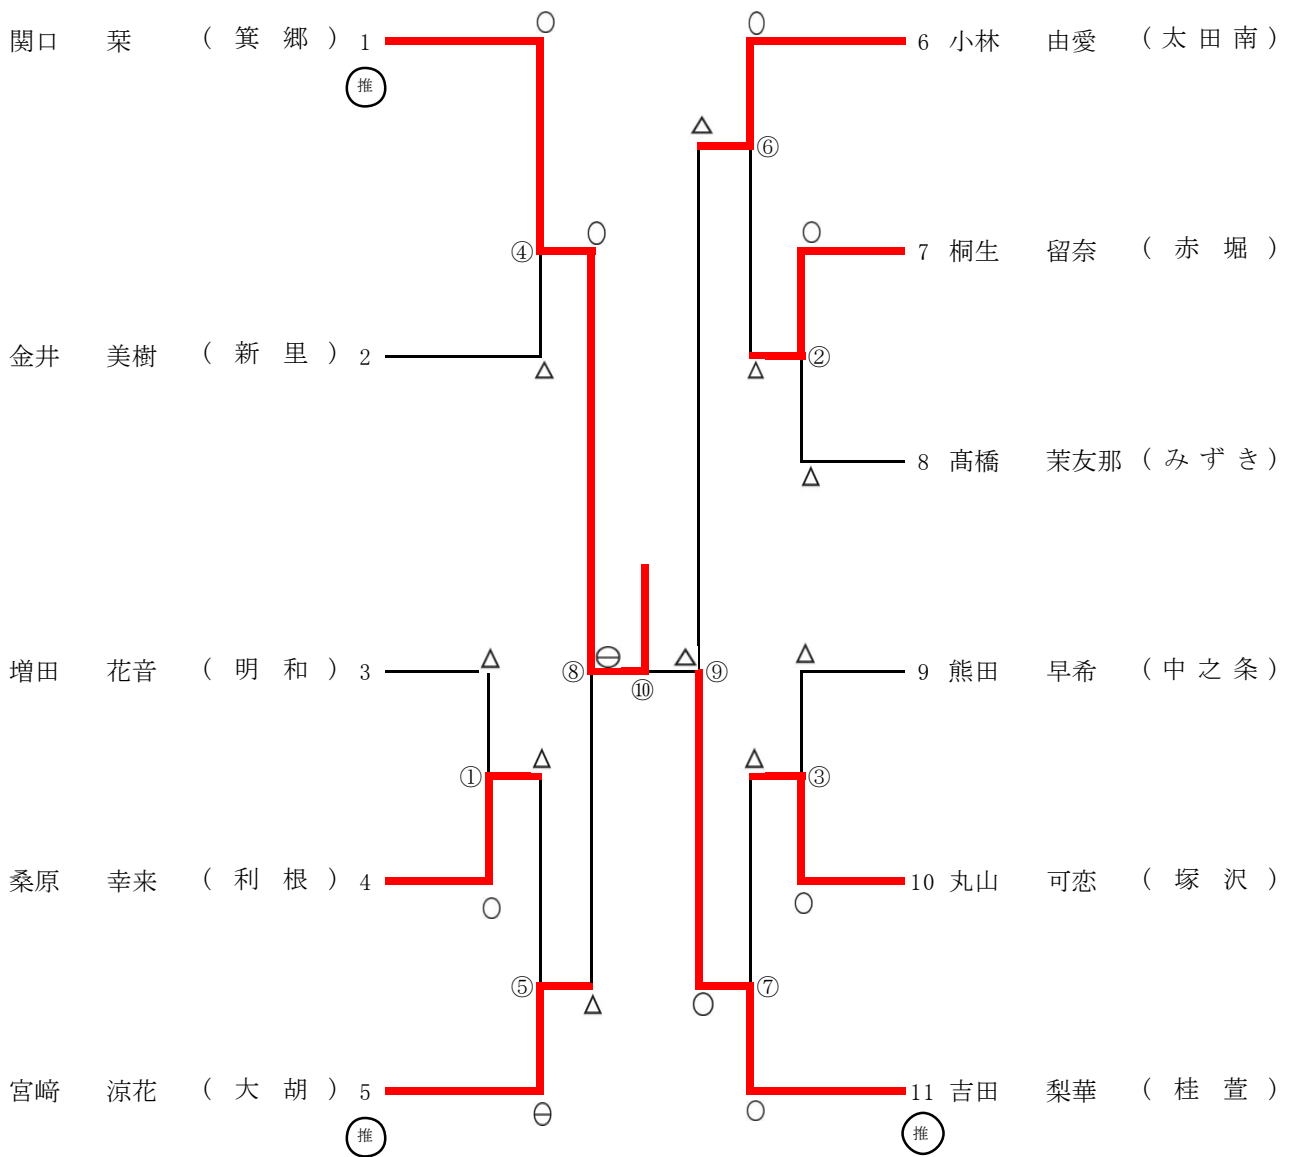 関口 栞 （ 箕 郷 ） 1
推
金井 美樹 （ 新 里 ） 2
増田 花音 （ 明 和 ） 3
桑原 幸来 （ 利 根 ） 4
宮﨑 涼花 （ 大 胡 ） 5
推
④
①
⑤
⑧
⑩
⑨
⑥
②
③
⑦
6 小林 由愛 （ 太 田 南 ）
7 桐生 留奈 （ 赤 堀 ）
8 髙橋 茉友那 （ み ず き ）
9 熊田 早希 （ 中 之 条 ）
10 丸山 可恋 （ 塚 沢 ）
11 吉田 梨華 （ 桂 萱 ）
推